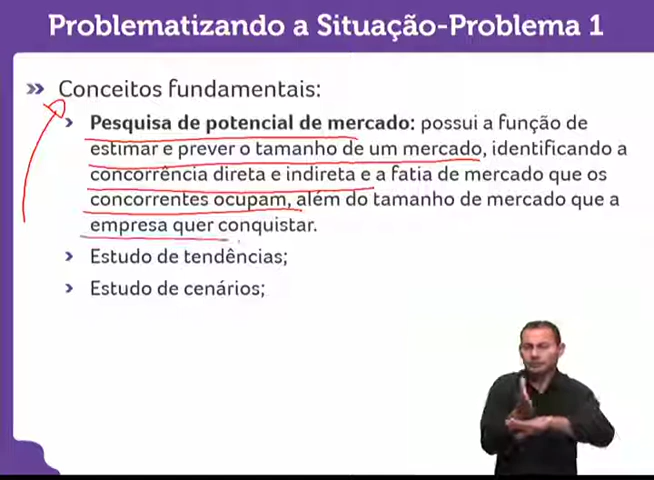 Problematizando a Situação-Problema 1
» Conceitos fundamentais:
› Pesquisa de potencial de mercado: possui a função de
estimar e prever o tamanho de um mercado, identificando a
concorrência direta e indireta e a fatia de mercado que os
concorrentes ocupam, além do tamanho de mercado que a
empresa quer conquistar.
› Estudo de tendências;
› Estudo de cenários;